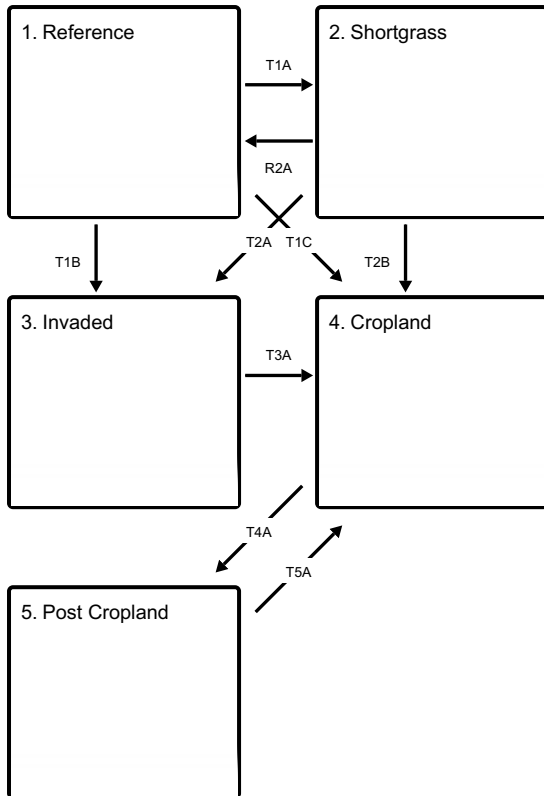 1. Reference
2. Shortgrass
T1A
R2A
T2A
T1C
T1B
T2B
3. Invaded
4. Cropland
T3A
T4A
T5A
5. Post Cropland